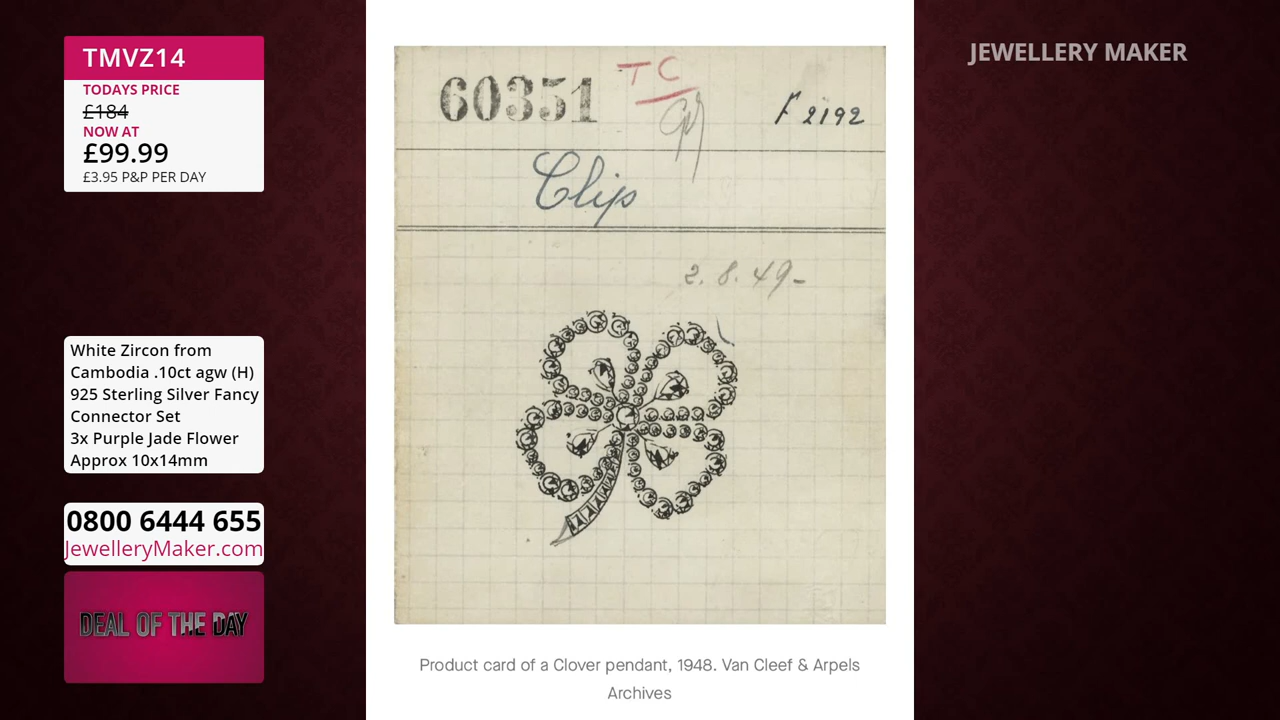 TMVZ14
TODAYS PRICE
£184
NOW AT
£99.99
£3.95 P&P PER DAY
White Zircon from
Cambodia .10ct agw (H)
925 Sterling Silver Fancy
Connector Set
3x Purple Jade Flower
Approx 10x14mm
0800 6444 655
JewelleryMaker.com
DEAL OF THE DAY
60351
TC
F 2192
Clip
2. 8. 49-
Product card of a Clover pendant, 1948. Van Cleef & Arpels
Archives
JEWELLERY MAKER